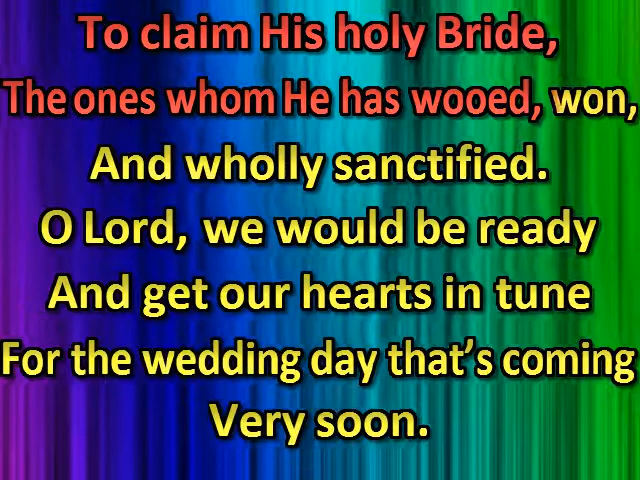 To claim His holy Bride,
The ones whom He has wooed, won,
And wholly sanctified.
O Lord, we would be ready
And get our hearts in tune
For the wedding day that's coming
Very soon.